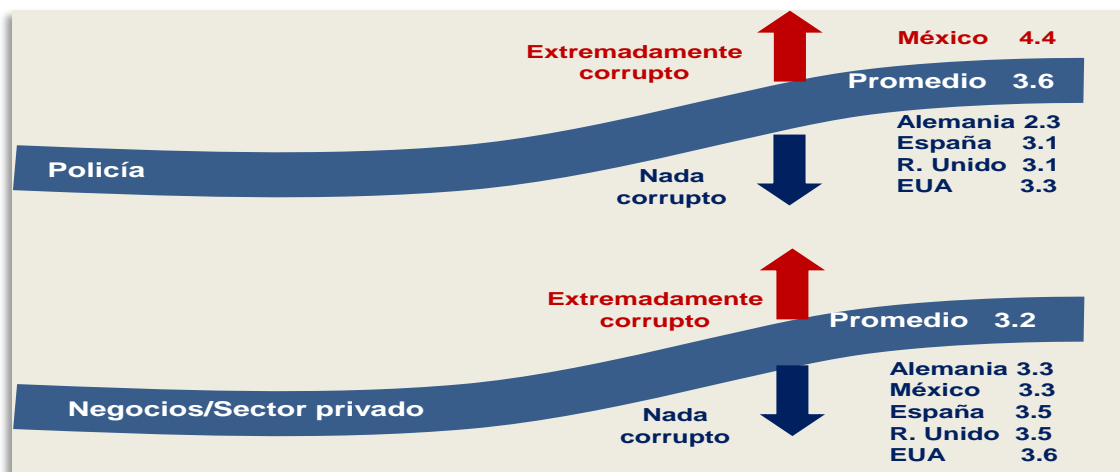 México 4.4
Extremadamente
corrupto
Promedio 3.6
Alemania 2.3
España 3.1
R. Unido 3.1
EUA 3.3
Policía
Nada
corrupto
Extremadamente
corrupto
Promedio 3.2
Alemania 3.3
México 3.3
España 3.5
R. Unido 3.5
EUA 3.6
Negocios/Sector privado
Nada
corrupto